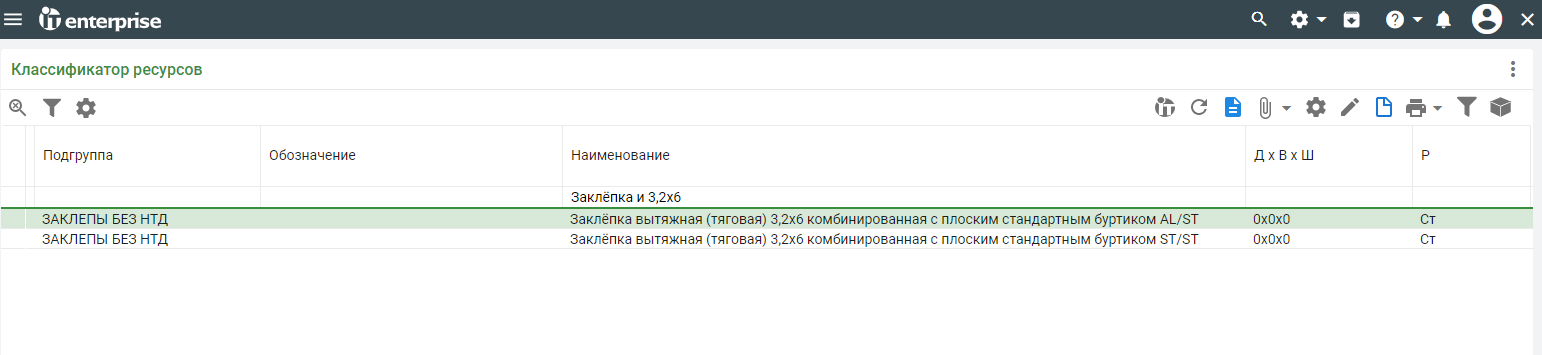 iT enterprise
Классификатор ресурсов
Подгруппа Обозначение Наименование Д x В x Ш Р
Заклёпка и 3,2х6
ЗАКЛЕПЫ БЕЗ НТД Заклёпка вытяжная (тяговая) 3,2х6 комбинированная с плоским стандартным буртиком AL/ST 0x0x0 Ст
ЗАКЛЕПЫ БЕЗ НТД Заклёпка вытяжная (тяговая) 3,2х6 комбинированная с плоским стандартным буртиком ST/ST 0x0x0 Ст